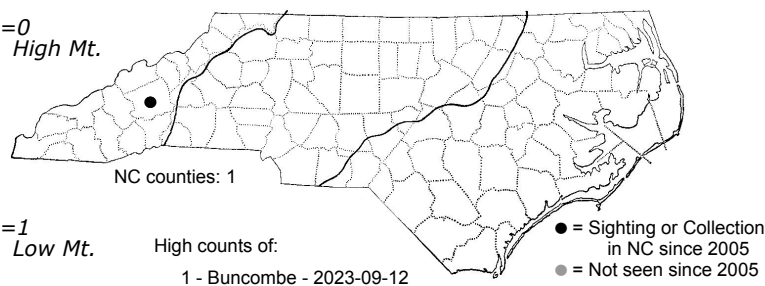 =0
High Mt.
NC counties: 1
=1
Low Mt.
High counts of:
1 - Buncombe - 2023-09-12
● = Sighting or Collection
in NC since 2005
● = Not seen since 2005